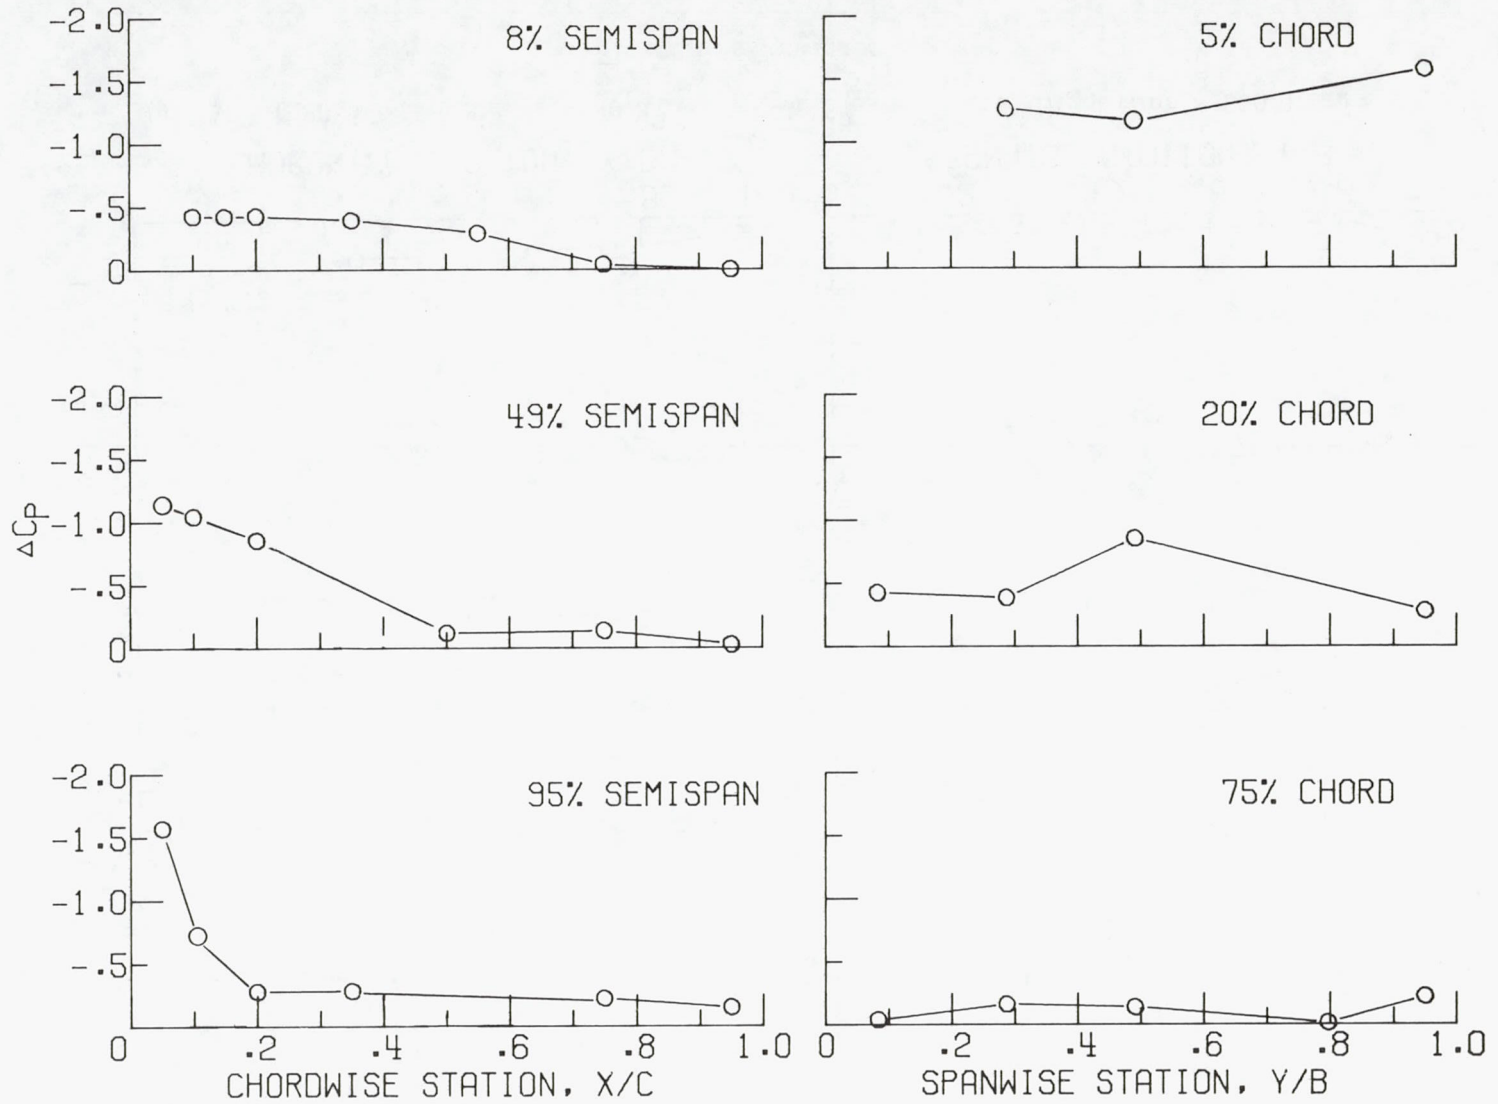 8% SEMISPAN
-2.0
-1.5
-1.0
-.5
0
5% CHORD
49% SEMISPAN
-2.0
-1.5
-1.0
-.5
0
ΔCP
20% CHORD
95% SEMISPAN
-2.0
-1.5
-1.0
-.5
0 .2 .4 .6 .8 1.0
CHORDWISE STATION, X/C
75% CHORD
0 .2 .4 .6 .8 1.0
SPANWISE STATION, Y/B